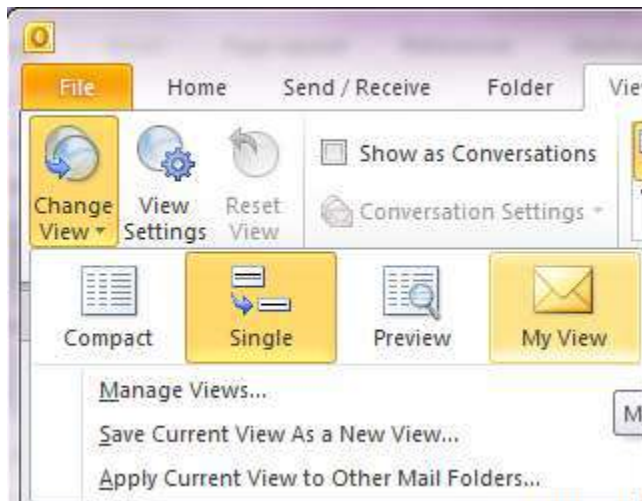 File Home Send / Receive Folder
Show as Conversations
Change View Reset
View Settings View
Conversation Settings
Compact Single Preview My View
Manage Views...
Save Current View As a New View...
Apply Current View to Other Mail Folders...